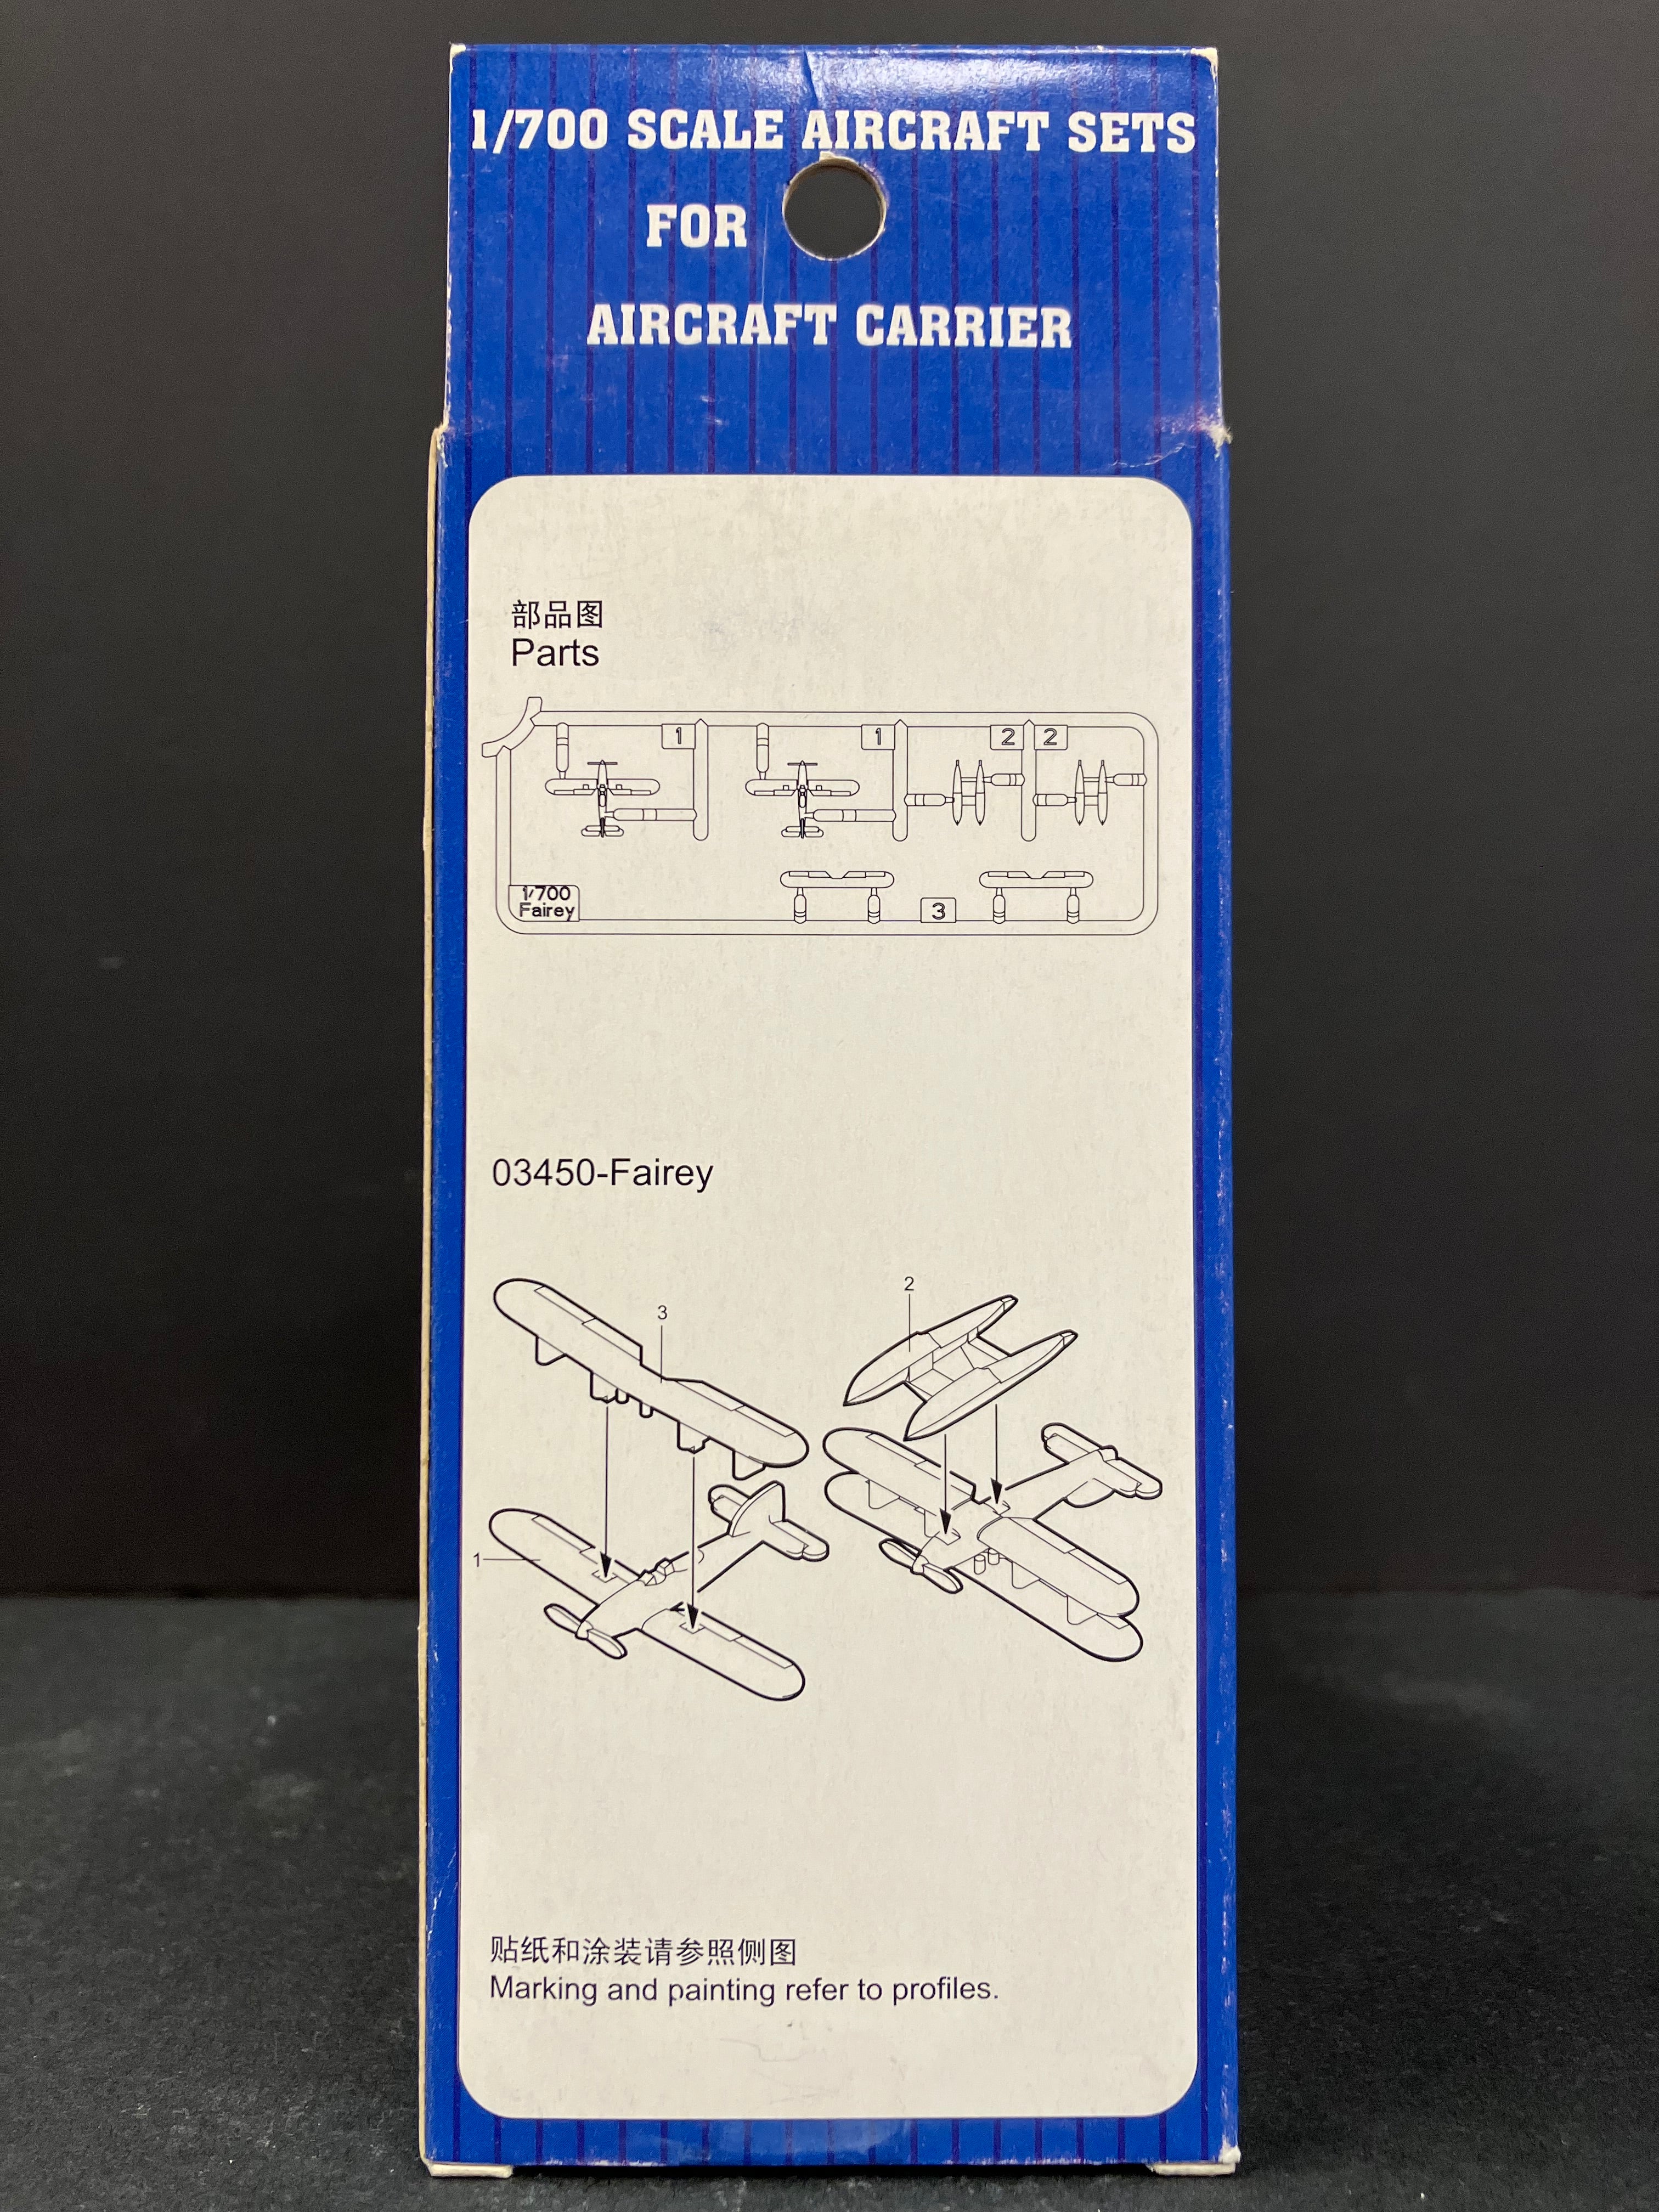 1/700 SCALE AIRCRAFT SETS
FOR
AIRCRAFT CARRIER
部品图
Parts
1
1
2
2
1/700
Fairey
3
03450-Fairey
3
2
1
贴纸和涂装请参照侧图
Marking and painting refer to profiles.